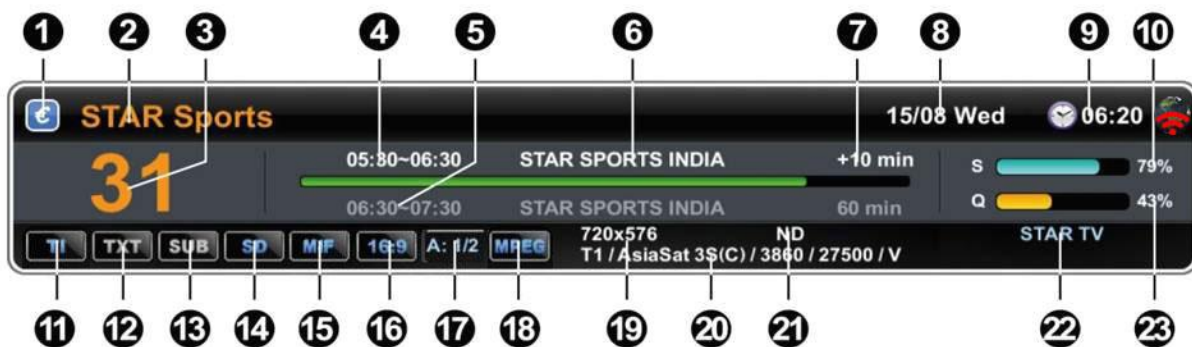 1 2 3 4 5 6 7 8 9 10
€ STAR Sports 15/08 Wed 06:20
31 05:80~06:30 STAR SPORTS INDIA +10 min S 79%
06:30~07:30 STAR SPORTS INDIA 60 min Q 43%
TI TXT SUB SD M/F 16:9 A: 1/2 MPEG 720x576 ND STAR TV
T1 / AsiaSat 3S(C) / 3860 / 27500 / V
11 12 13 14 15 16 17 18 19 20 21 22 23